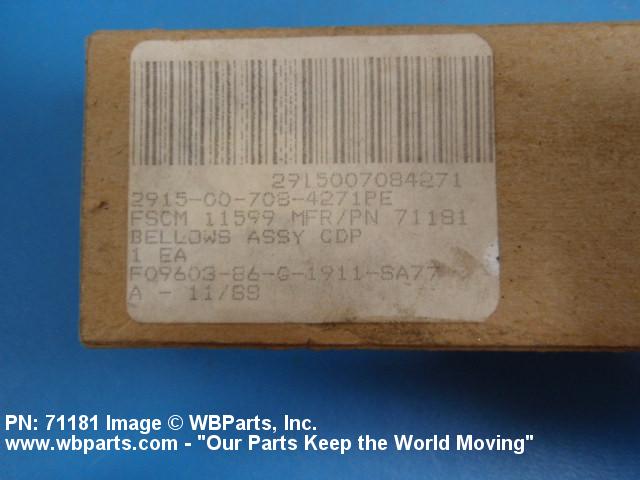 2915007084271
2915-00-708-4271PE
FSCM 11599 MFR/PN 71181
BELLOWS ASSY CDP
1 EA
F09603-86-G-1911-SA77
A - 11/88
PN: 71181 Image © WBParts, Inc.
www.wbparts.com - "Our Parts Keep the World Moving"